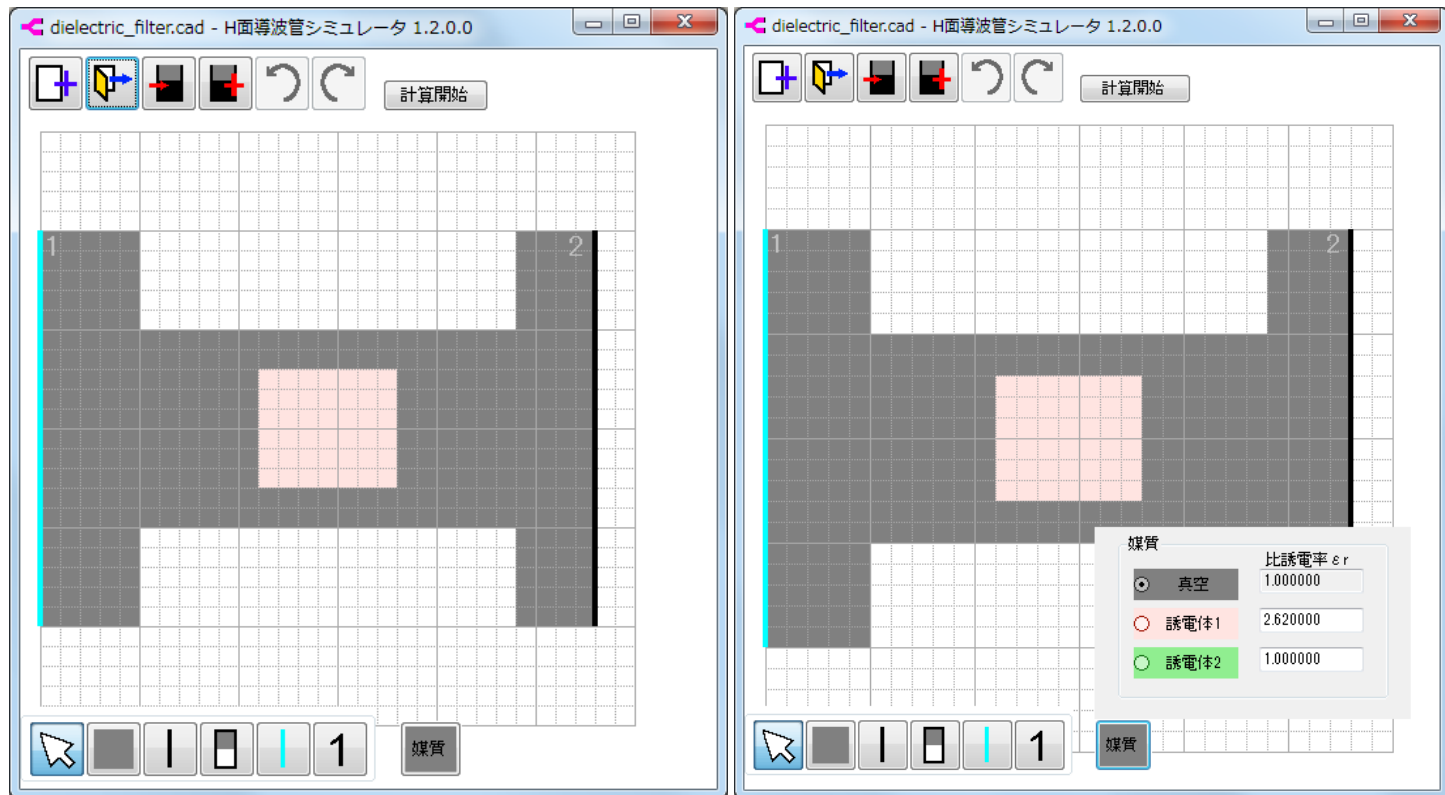 dielectric_filter.cad - H面導波管シミュレータ 1.2.0.0
計算開始
1
2
1
媒質
dielectric_filter.cad - H面導波管シミュレータ 1.2.0.0
計算開始
1
2
媒質
比誘電率 εr
真空 1.000000
誘電体1 2.620000
誘電体2 1.000000
1
媒質